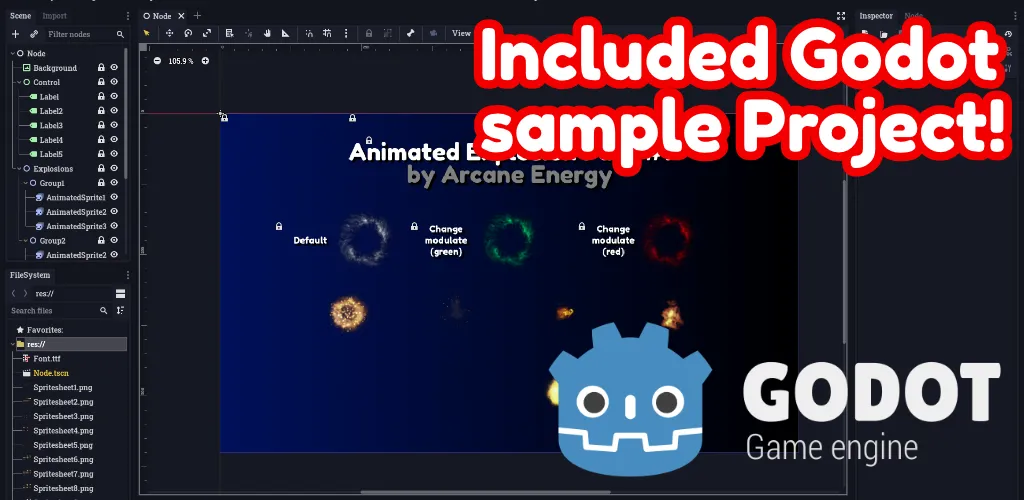 Scene Import
Node
Inspector Node
Filter nodes
105.9 %
View
Included Godot
sample Project!
Node
Background
Control
Label
Label2
Label3
Label4
Label5
Explosions
Group1
AnimatedSprite1
AnimatedSprite2
AnimatedSprite3
Group2
AnimatedSprite2
Animated
by Arcane Energy
Default
Change
modulate
(green)
Change
modulate
(red)
FileSystem
res://
Search files
Favorites:
res://
Font.ttf
Node.tscn
Spritesheet1.png
Spritesheet2.png
Spritesheet3.png
Spritesheet4.png
Spritesheet5.png
Spritesheet6.png
Spritesheet7.png
Spritesheet8.png
GODOT
Game engine